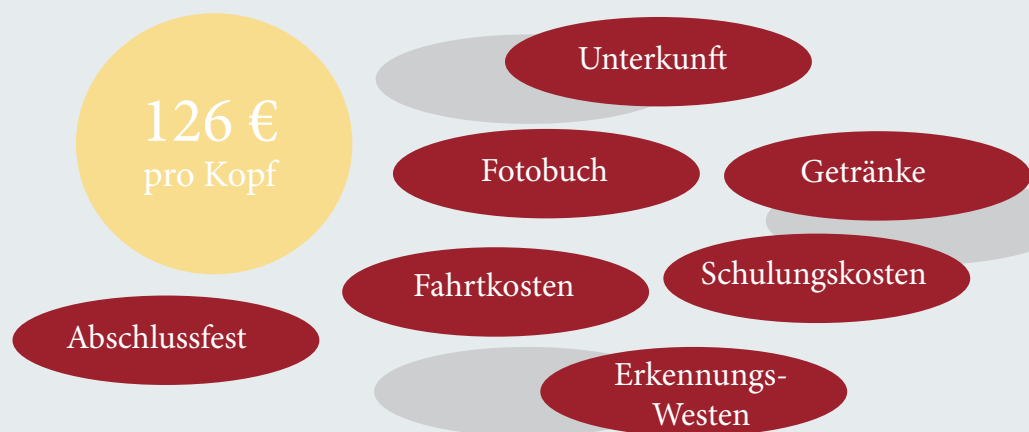 126 €
pro Kopf
Unterkunft
Fotobuch
Getränke
Fahrtkosten
Schulungskosten
Abschlussfest
Erkennungs-
Westen